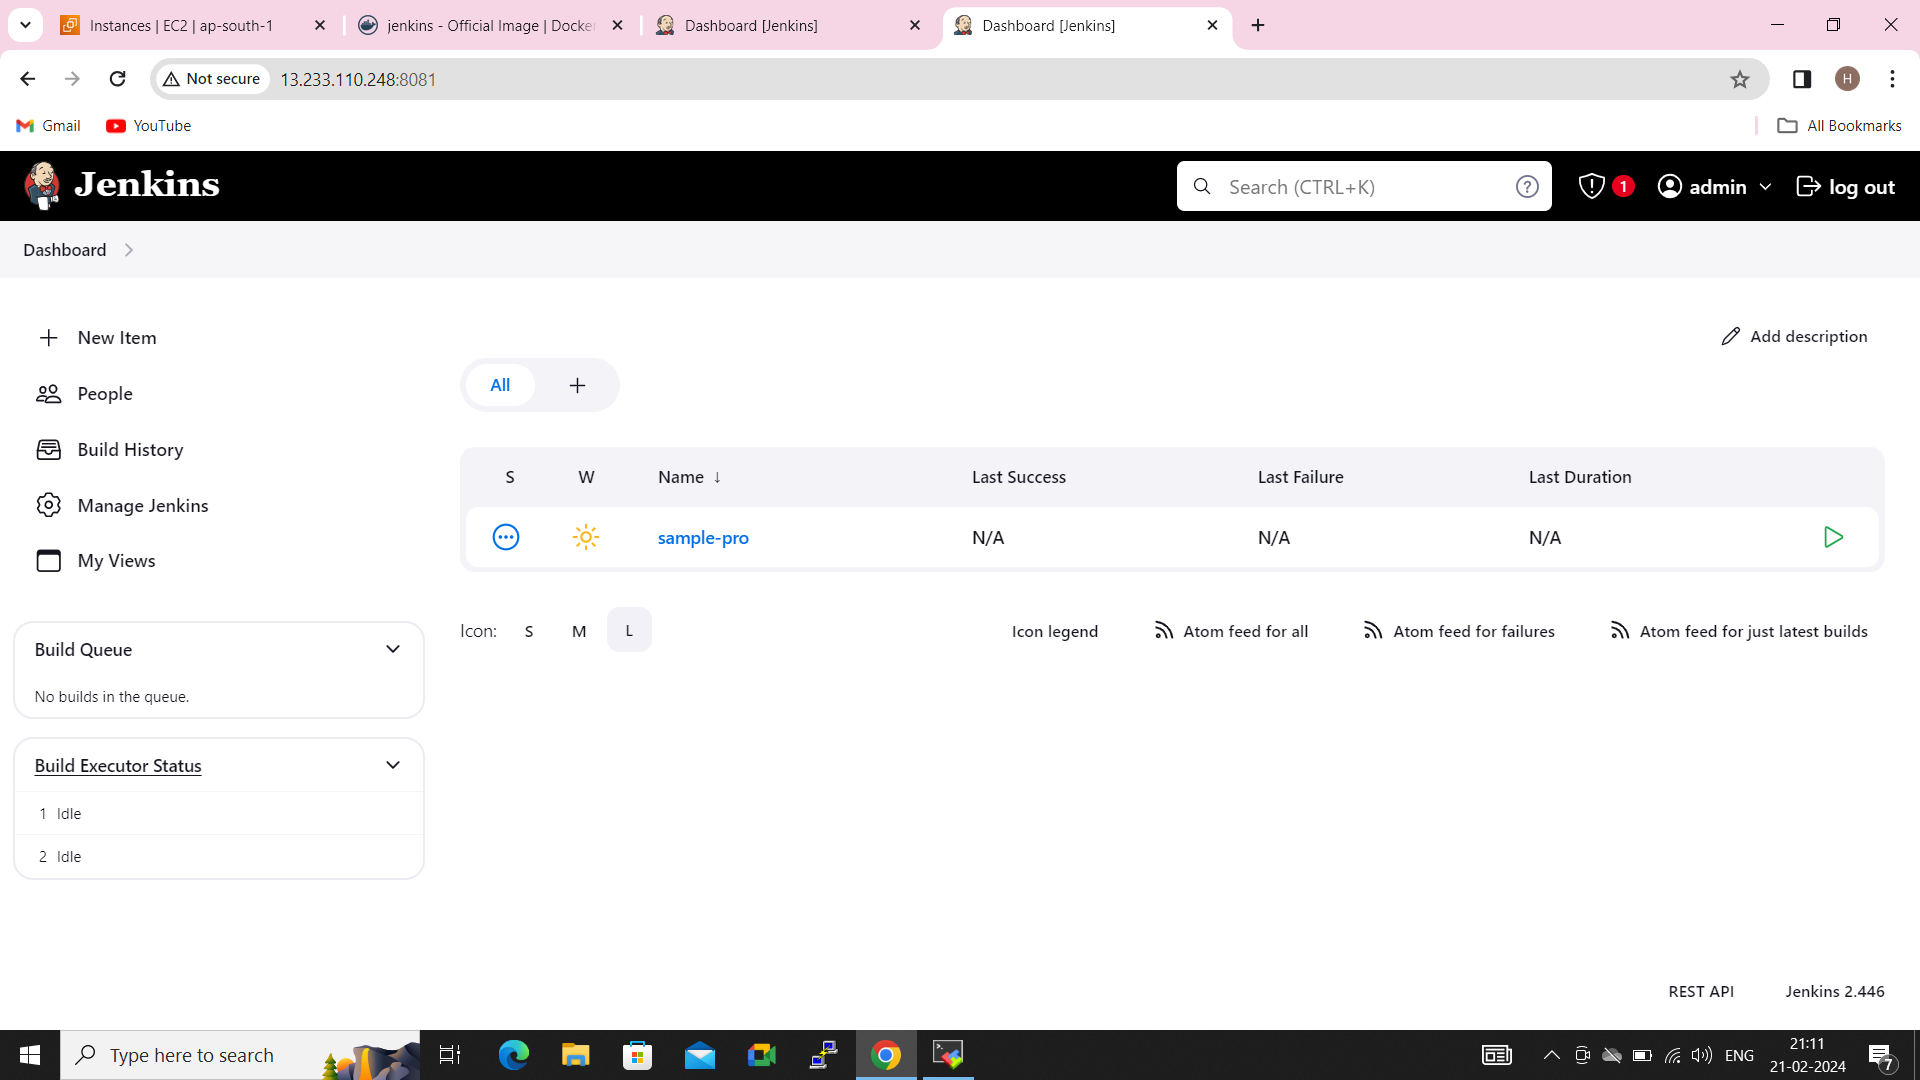 Instances | EC2 | ap-south-1
jenkins - Official Image | Docker
Dashboard [Jenkins]
Dashboard [Jenkins]
Not secure
13.233.110.248:8081
H
Gmail
YouTube
All Bookmarks
Jenkins
Search (CTRL+K)
1
admin
log out
Dashboard
New Item
People
Build History
Manage Jenkins
My Views
Add description
All
S W Name ↓ Last Success Last Failure Last Duration
sample-pro N/A N/A N/A
Icon: S M L
Icon legend
Atom feed for all
Atom feed for failures
Atom feed for just latest builds
Build Queue
No builds in the queue.
Build Executor Status
1 Idle
2 Idle
REST API
Jenkins 2.446
Type here to search
ENG
21:11
21-02-2024
7